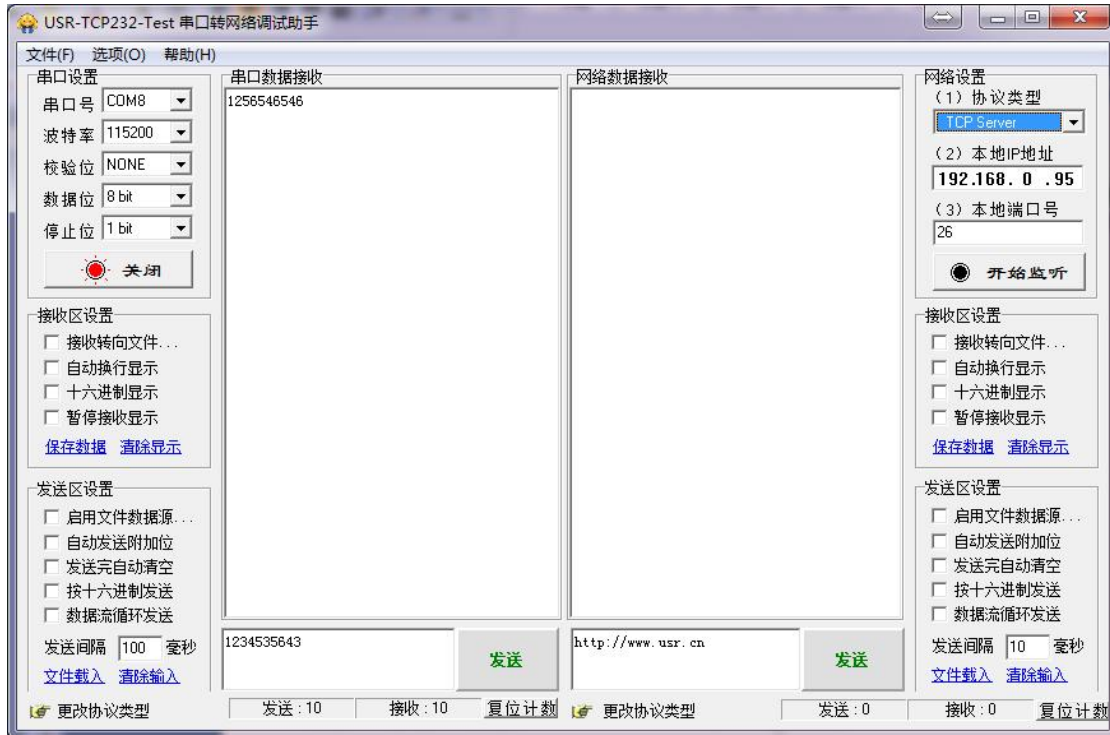 USR-TCP232-Test 串口转网络调试助手
文件(F) 选项(O) 帮助(H)
串口设置
串口号 COM8
波特率 115200
校验位 NONE
数据位 8 bit
停止位 1 bit
关闭
接收区设置
接收转向文件...
自动换行显示
十六进制显示
暂停接收显示
保存数据 清除显示
发送区设置
启用文件数据源...
自动发送附加位
发送完自动清空
按十六进制发送
数据流循环发送
发送间隔 100 毫秒
文件载入 清除输入
串口数据接收
1256546546
1234535643
发送
网络数据接收
http://www.usr.cn
发送
网络设置
(1) 协议类型
TCP Server
(2) 本地IP地址
192.168. 0 .95
(3) 本地端口号
26
开始监听
接收区设置
接收转向文件...
自动换行显示
十六进制显示
暂停接收显示
保存数据 清除显示
发送区设置
启用文件数据源...
自动发送附加位
发送完自动清空
按十六进制发送
数据流循环发送
发送间隔 10 毫秒
文件载入 清除输入
更改协议类型 发送:10 接收:10 复位计数 更改协议类型 发送:0 接收:0 复位计数